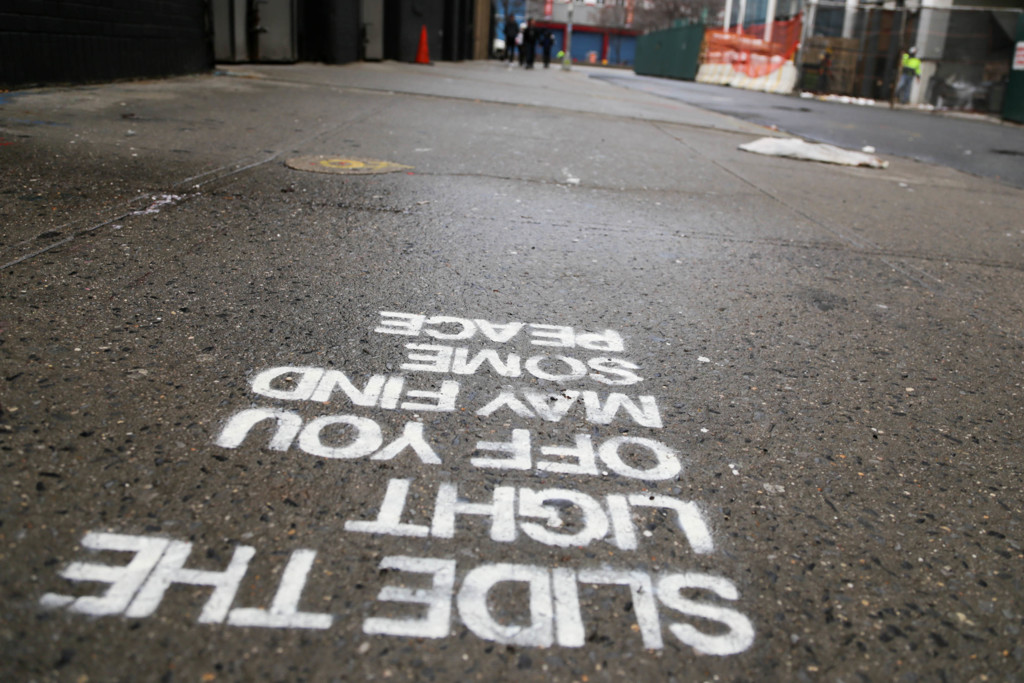 SLIDE THE
LIGHT
OFF YOU
MAY FIND
SOME
PEACE